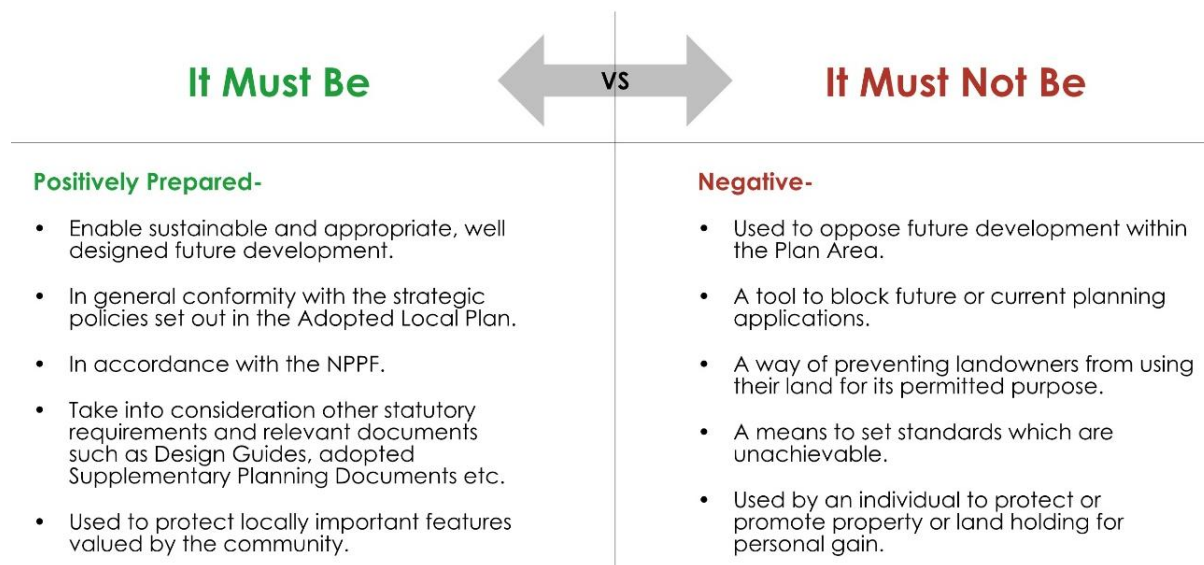 It Must Be
VS
It Must Not Be
Positively Prepared-
• Enable sustainable and appropriate, well
designed future development.
• In general conformity with the strategic
policies set out in the Adopted Local Plan.
• In accordance with the NPPF.
• Take into consideration other statutory
requirements and relevant documents
such as Design Guides, adopted
Supplementary Planning Documents etc.
• Used to protect locally important features
valued by the community.
Negative-
• Used to oppose future development within
the Plan Area.
• A tool to block future or current planning
applications.
• A way of preventing landowners from using
their land for its permitted purpose.
• A means to set standards which are
unachievable.
• Used by an individual to protect or
promote property or land holding for
personal gain.